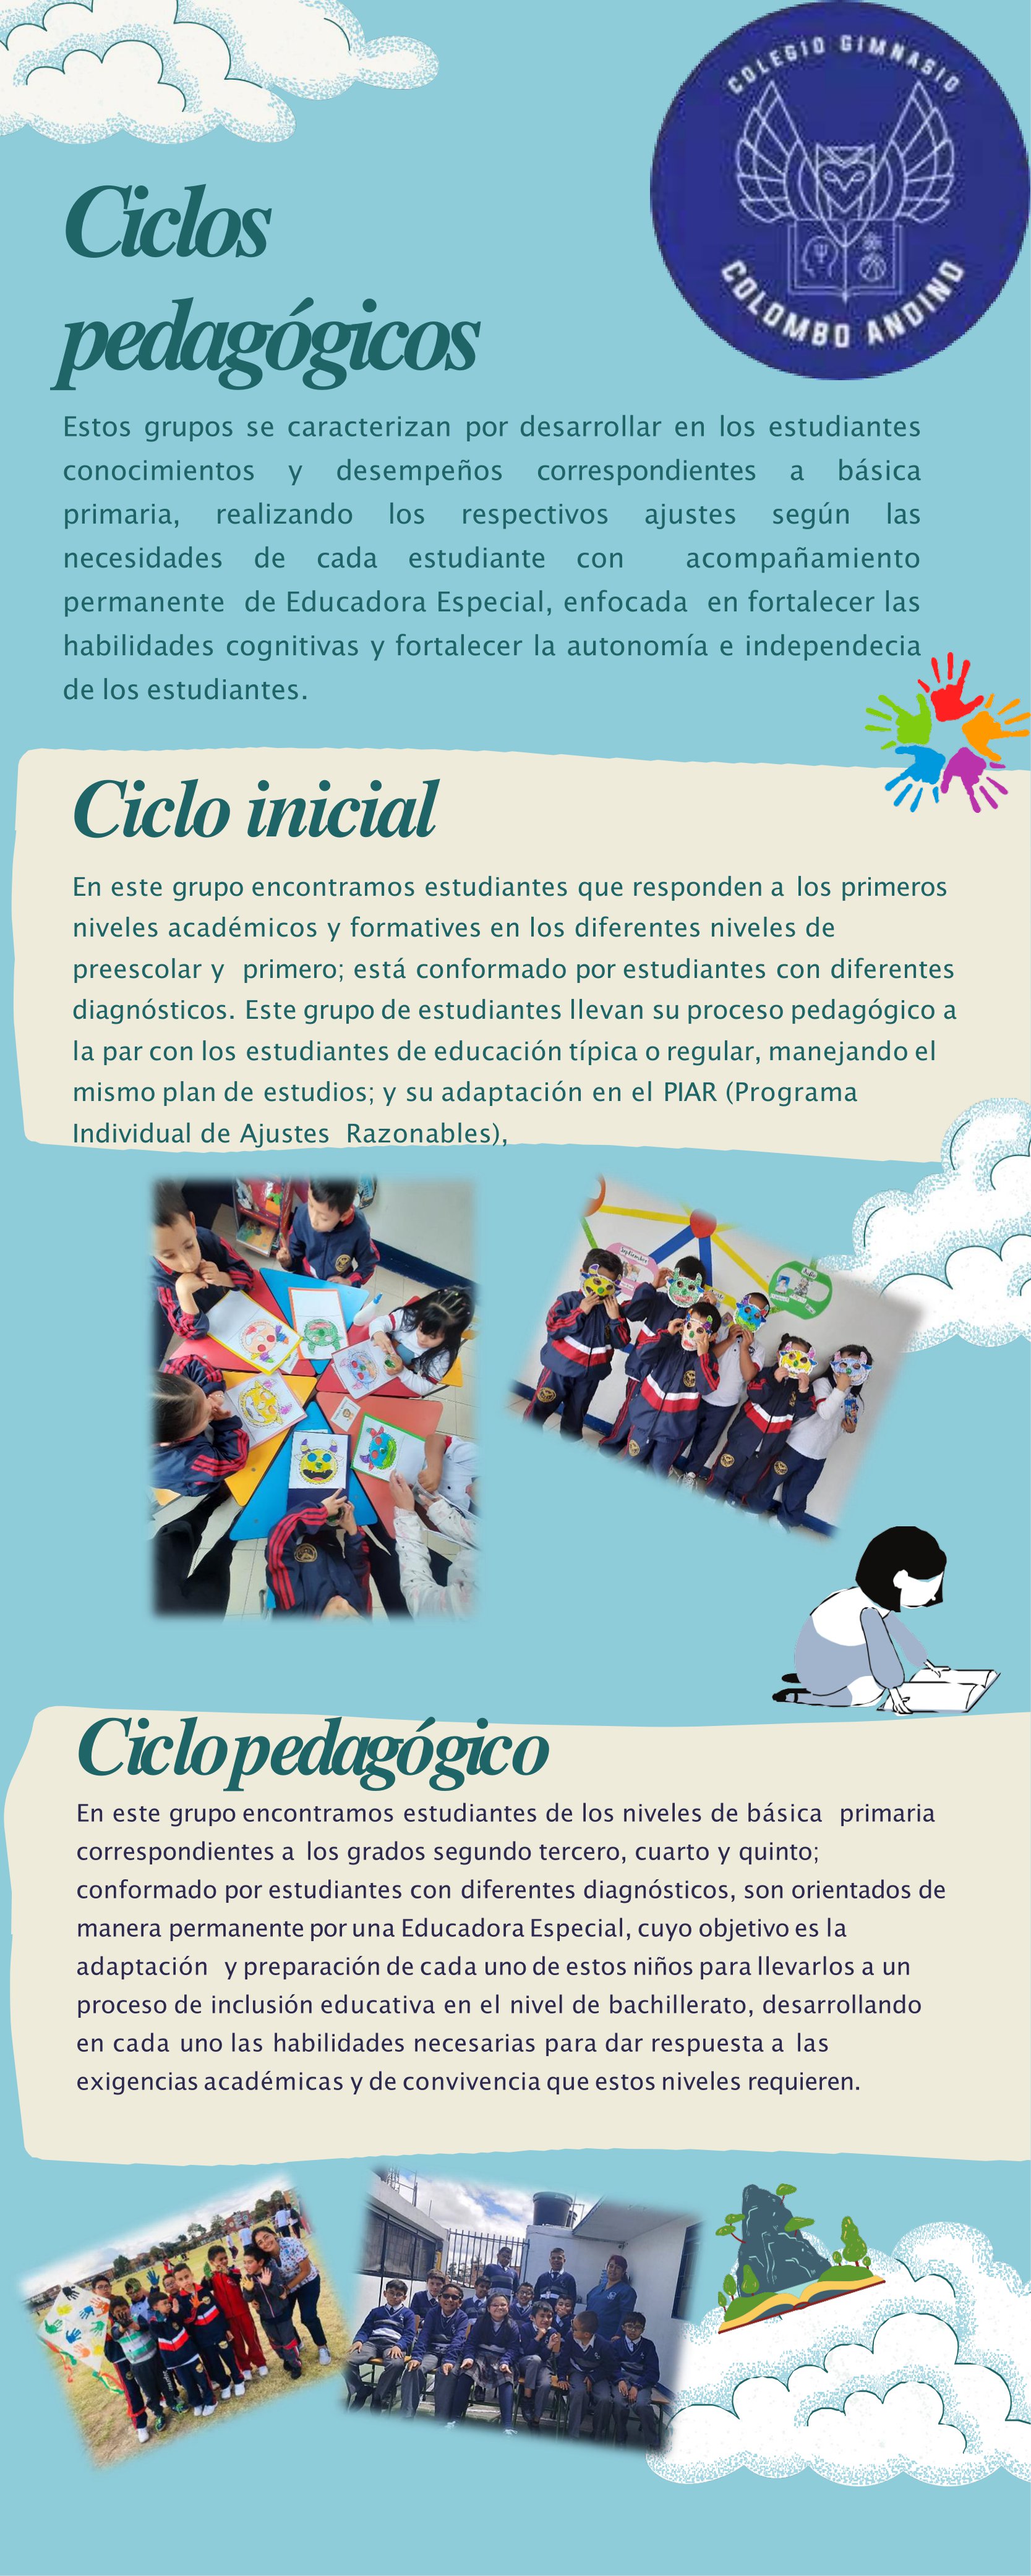 COLEGIO GIMNASIO
COLOMBO ANDINO
Ciclos
pedagógicos
Estos grupos se caracterizan por desarrollar en los estudiantes
conocimientos y desempeños correspondientes a básica
primaria, realizando los respectivos ajustes según las
necesidades de cada estudiante con acompañamiento
permanente de Educadora Especial, enfocada en fortalecer las
habilidades cognitivas y fortalecer la autonomía e independecia
de los estudiantes.
Ciclo inicial
En este grupo encontramos estudiantes que responden a los primeros
niveles académicos y formatives en los diferentes niveles de
preescolar y primero; está conformado por estudiantes con diferentes
diagnósticos. Este grupo de estudiantes llevan su proceso pedagógico a
la par con los estudiantes de educación típica o regular, manejando el
mismo plan de estudios; y su adaptación en el PIAR (Programa
Individual de Ajustes Razonables),
Ciclo pedagógico
En este grupo encontramos estudiantes de los niveles de básica primaria
correspondientes a los grados segundo tercero, cuarto y quinto;
conformado por estudiantes con diferentes diagnósticos, son orientados de
manera permanente por una Educadora Especial, cuyo objetivo es la
adaptación y preparación de cada uno de estos niños para llevarlos a un
proceso de inclusión educativa en el nivel de bachillerato, desarrollando
en cada uno las habilidades necesarias para dar respuesta a las
exigencias académicas y de convivencia que estos niveles requieren.